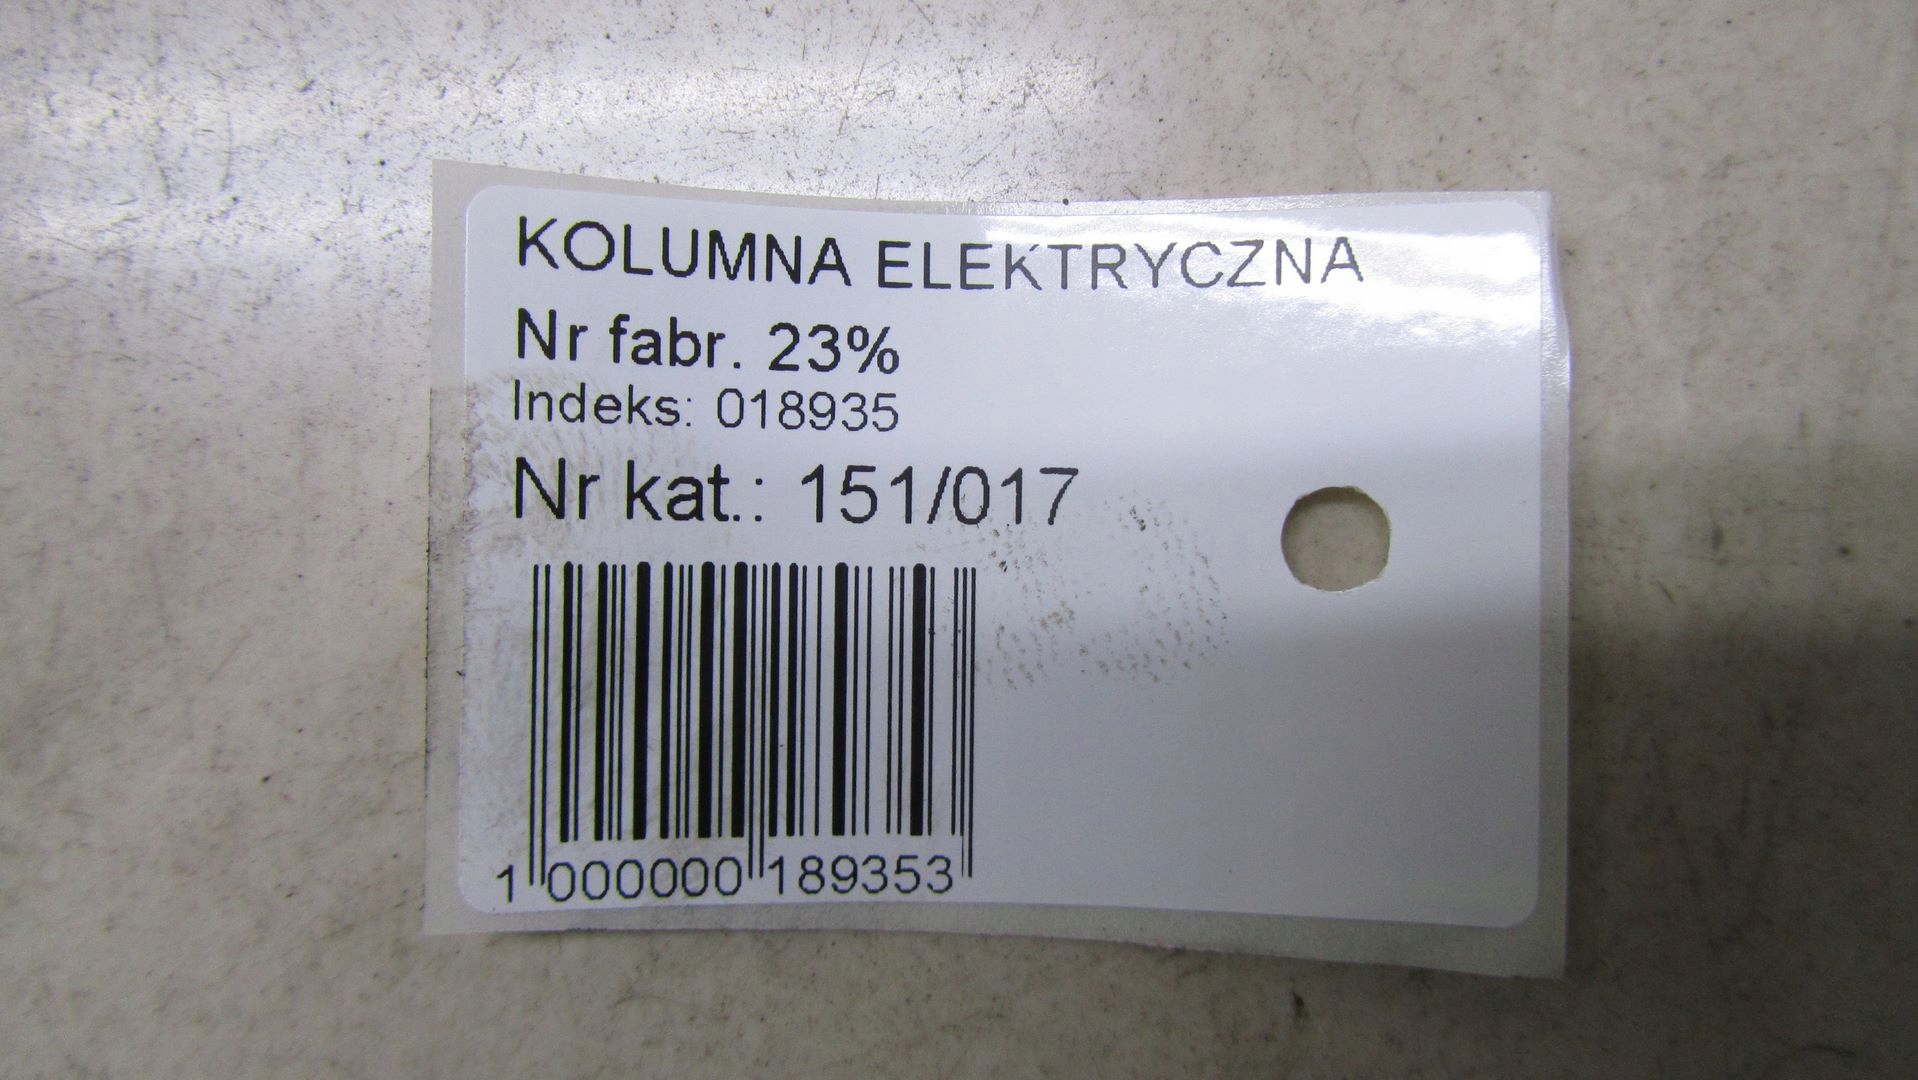 KOLUMNA ELEKTRYCZNA
Nr fabr. 23%
Indeks: 018935
Nr kat.: 151/017
1 000000 189353